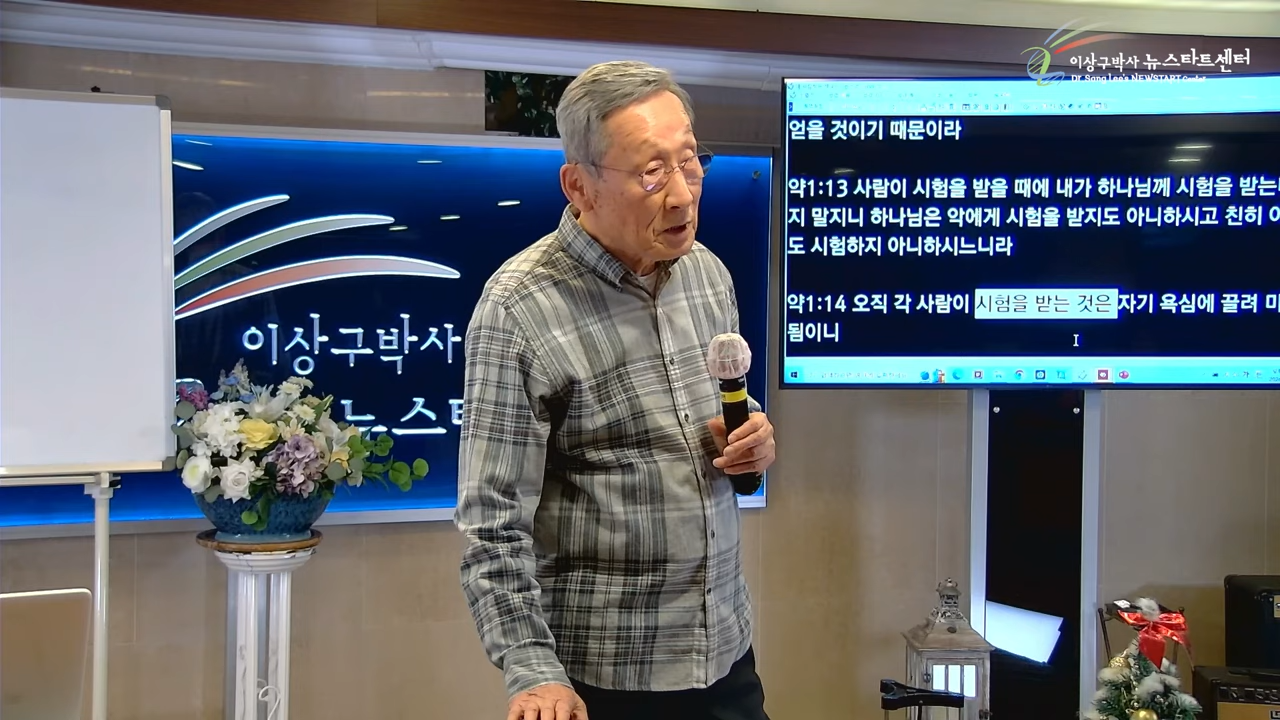 이상구박사 뉴스타트센터
Dr. Sang Lee's NEWSTART Center
얻을 것이기 때문이라
약1:13 사람이 시험을 받을 때에 내가 하나님께 시험을 받는
지 말지니 하나님은 악에게 시험을 받지도 아니하시고 친히
도 시험하지 아니하시느니라
약1:14 오직 각 사람이 시험을 받는 것은 자기 욕심에 끌려 미
됨이니
이상구박사
뉴스타